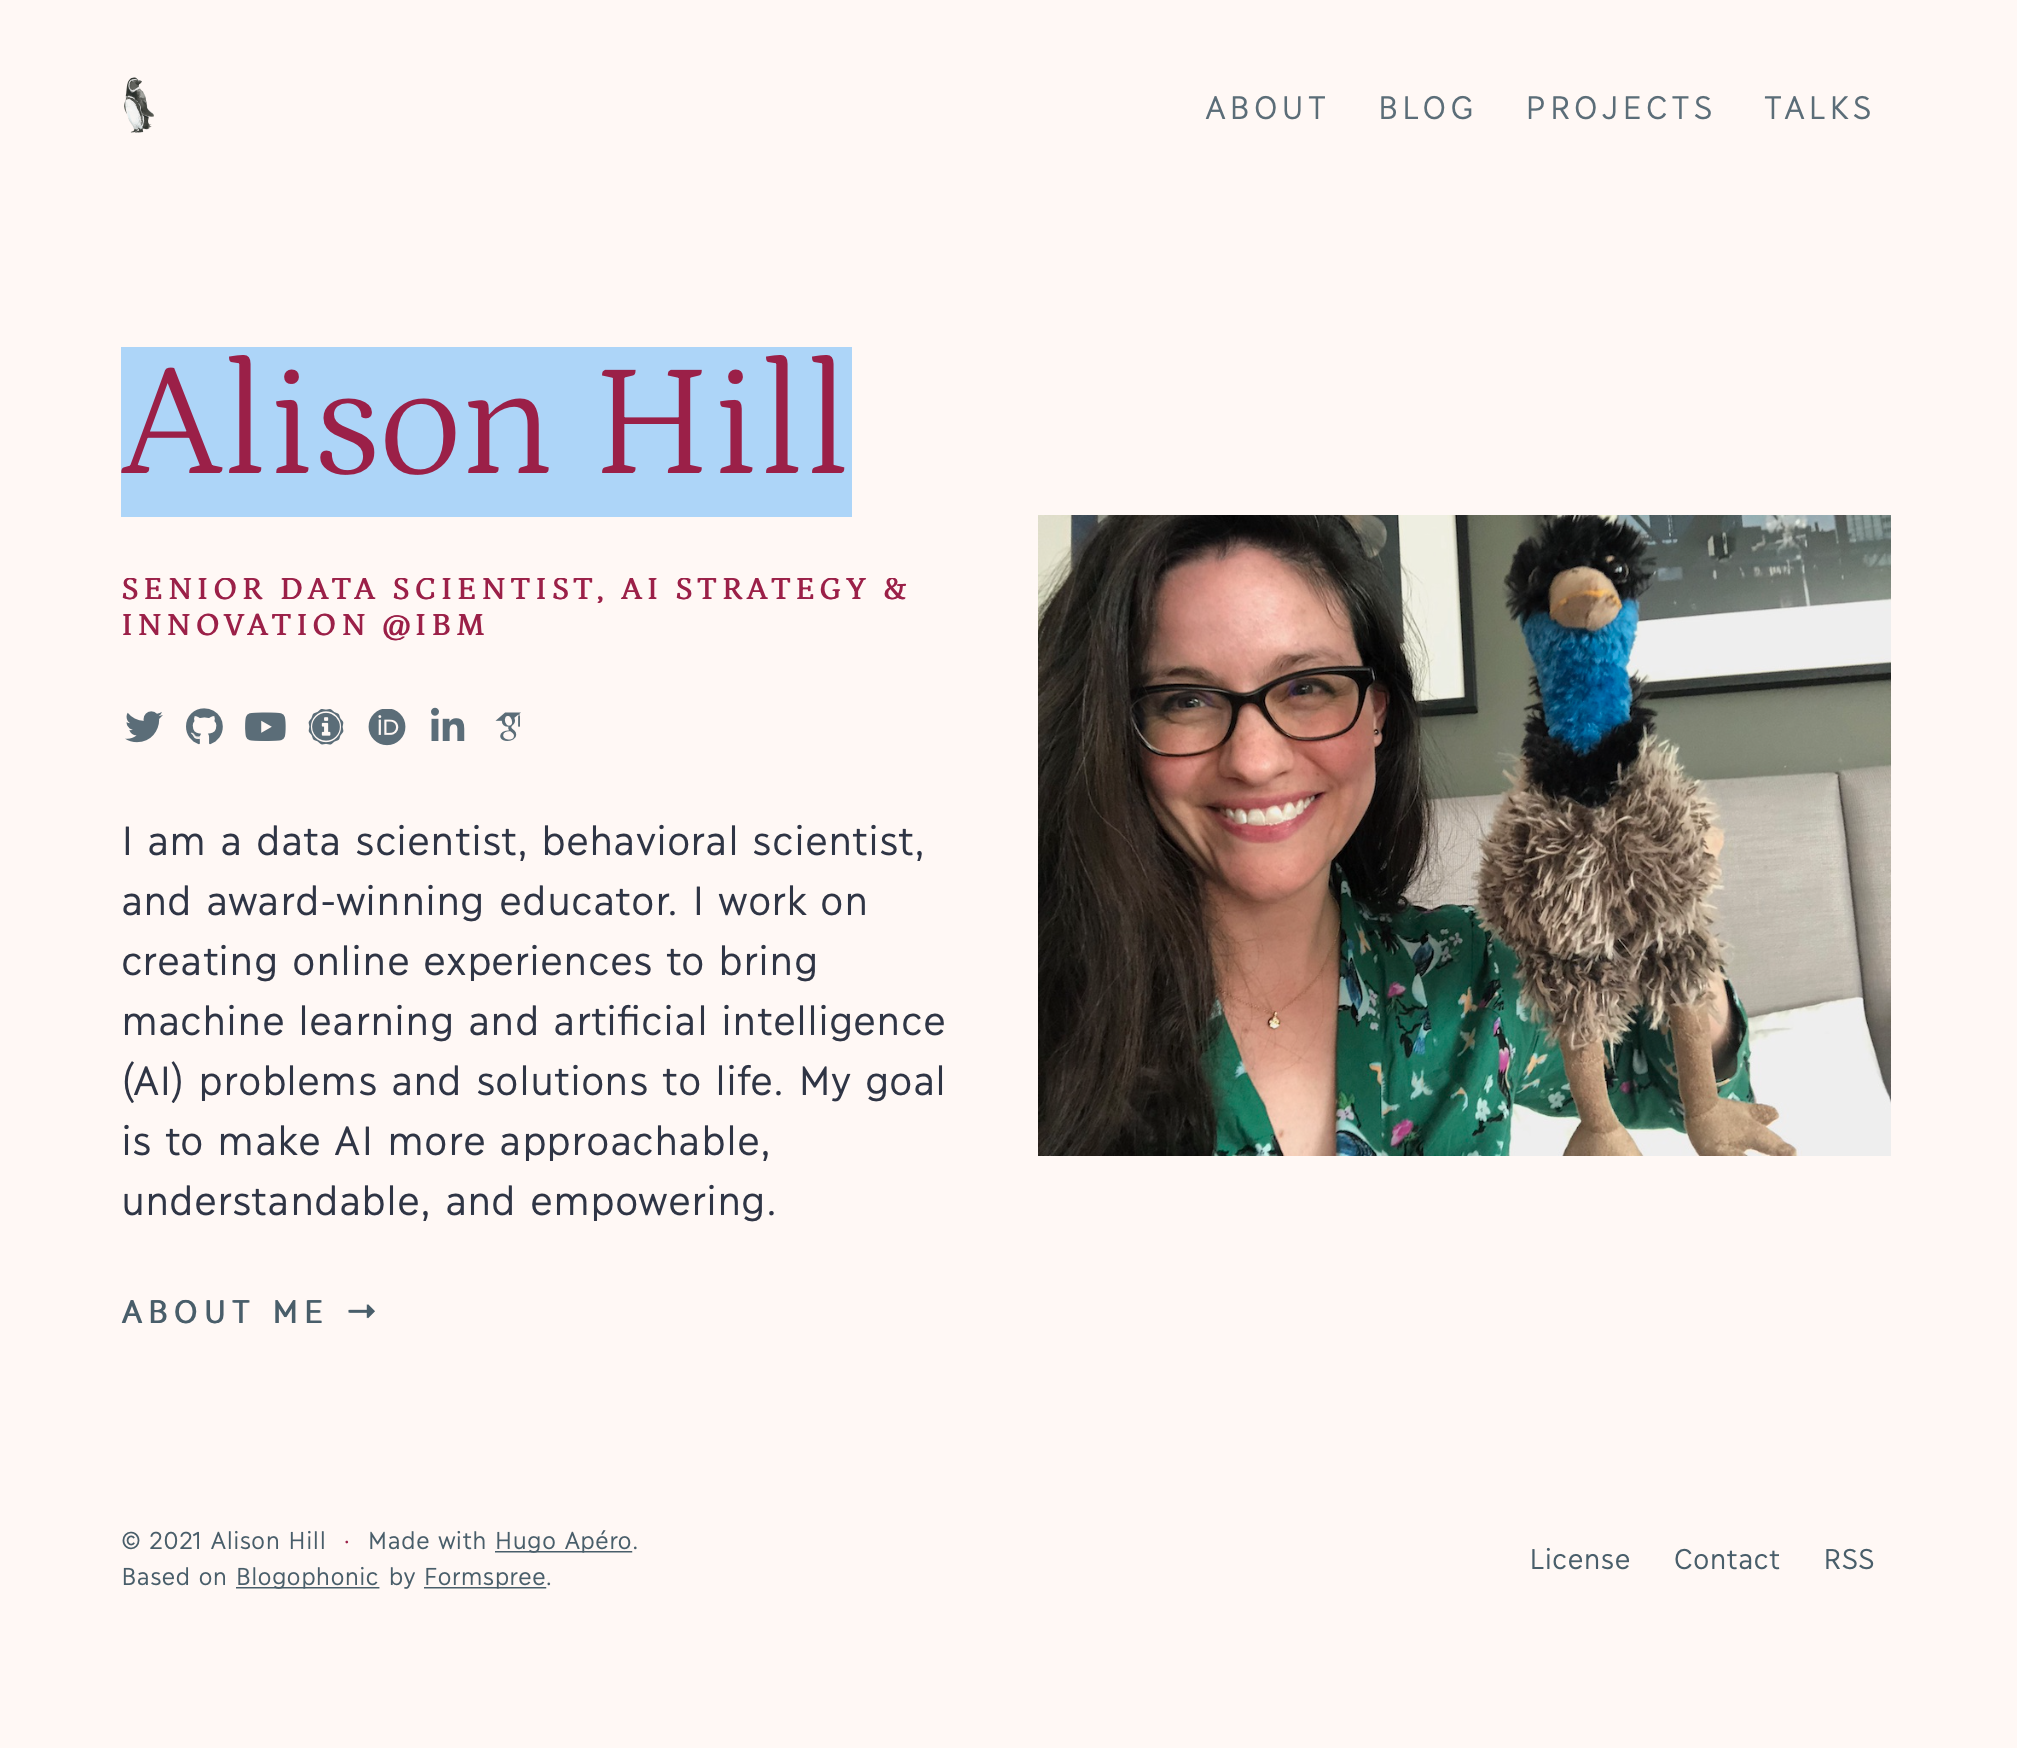 ABOUT BLOG PROJECTS TALKS
Alison Hill
SENIOR DATA SCIENTIST, AI STRATEGY &
INNOVATION @IBM
I am a data scientist, behavioral scientist,
and award-winning educator. I work on
creating online experiences to bring
machine learning and artificial intelligence
(AI) problems and solutions to life. My goal
is to make AI more approachable,
understandable, and empowering.
ABOUT ME →
© 2021 Alison Hill · Made with Hugo Apéro.
Based on Blogophonic by Formspree.
License Contact RSS